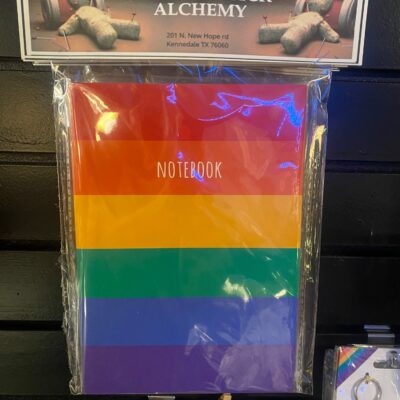 ALCHEMY
201 N. New Hope rd
Kennedale TX 76060
NOTEBOOK